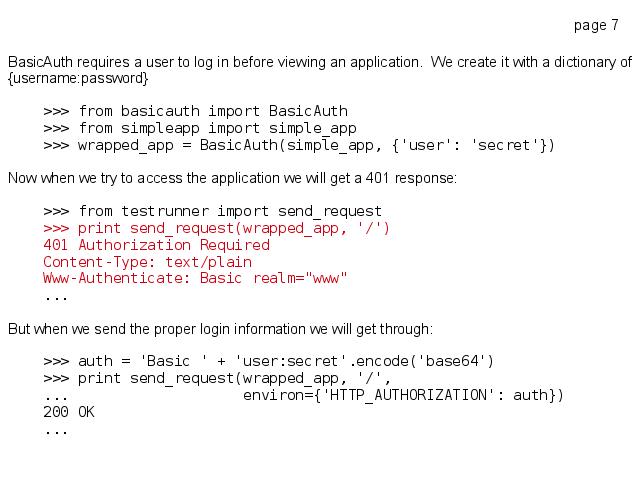 page 7
BasicAuth requires a user to log in before viewing an application.  We create it with a dictionary of
{username:password}
>>> from basicauth import BasicAuth
>>> from simpleapp import simple_app
>>> wrapped_app = BasicAuth(simple_app, {'user': 'secret'})
Now when we try to access the application we will get a 401 response:
>>> from testrunner import send_request
>>> print send_request(wrapped_app, '/')
401 Authorization Required
Content-Type: text/plain
Www-Authenticate: Basic realm="www"
...
But when we send the proper login information we will get through:
>>> auth = 'Basic ' + 'user:secret'.encode('base64')
>>> print send_request(wrapped_app, '/',
...                    environ={'HTTP_AUTHORIZATION': auth})
200 OK
...